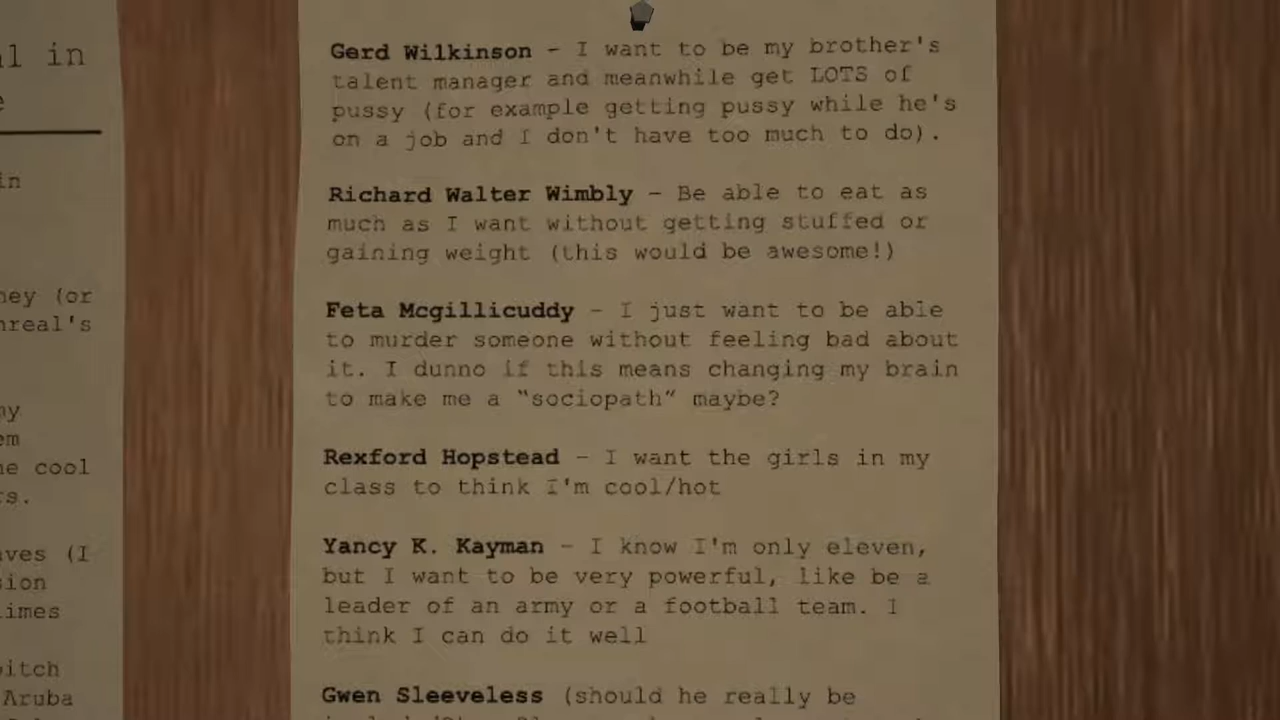 l in
e
in
ney (or
nreal's
ny
em
ne cool
rs.
aves (I
sion
limes
pitch
Aruba
Gerd Wilkinson – I want to be my brother's
talent manager and meanwhile get LOTS of
pussy (for example getting pussy while he's
on a job and I don't have too much to do).
Richard Walter Wimbly – Be able to eat as
much as I want without getting stuffed or
gaining weight (this would be awesome!)
Feta Mcgillicuddy – I just want to be able
to murder someone without feeling bad about
it. I dunno if this means changing my brain
to make me a “sociopath” maybe?
Rexford Hopstead – I want the girls in my
class to think I'm cool/hot
Yancy K. Kayman – I know I'm only eleven,
but I want to be very powerful, like be a
leader of an army or a football team. I
think I can do it well
Gwen Sleeveless (should he really be